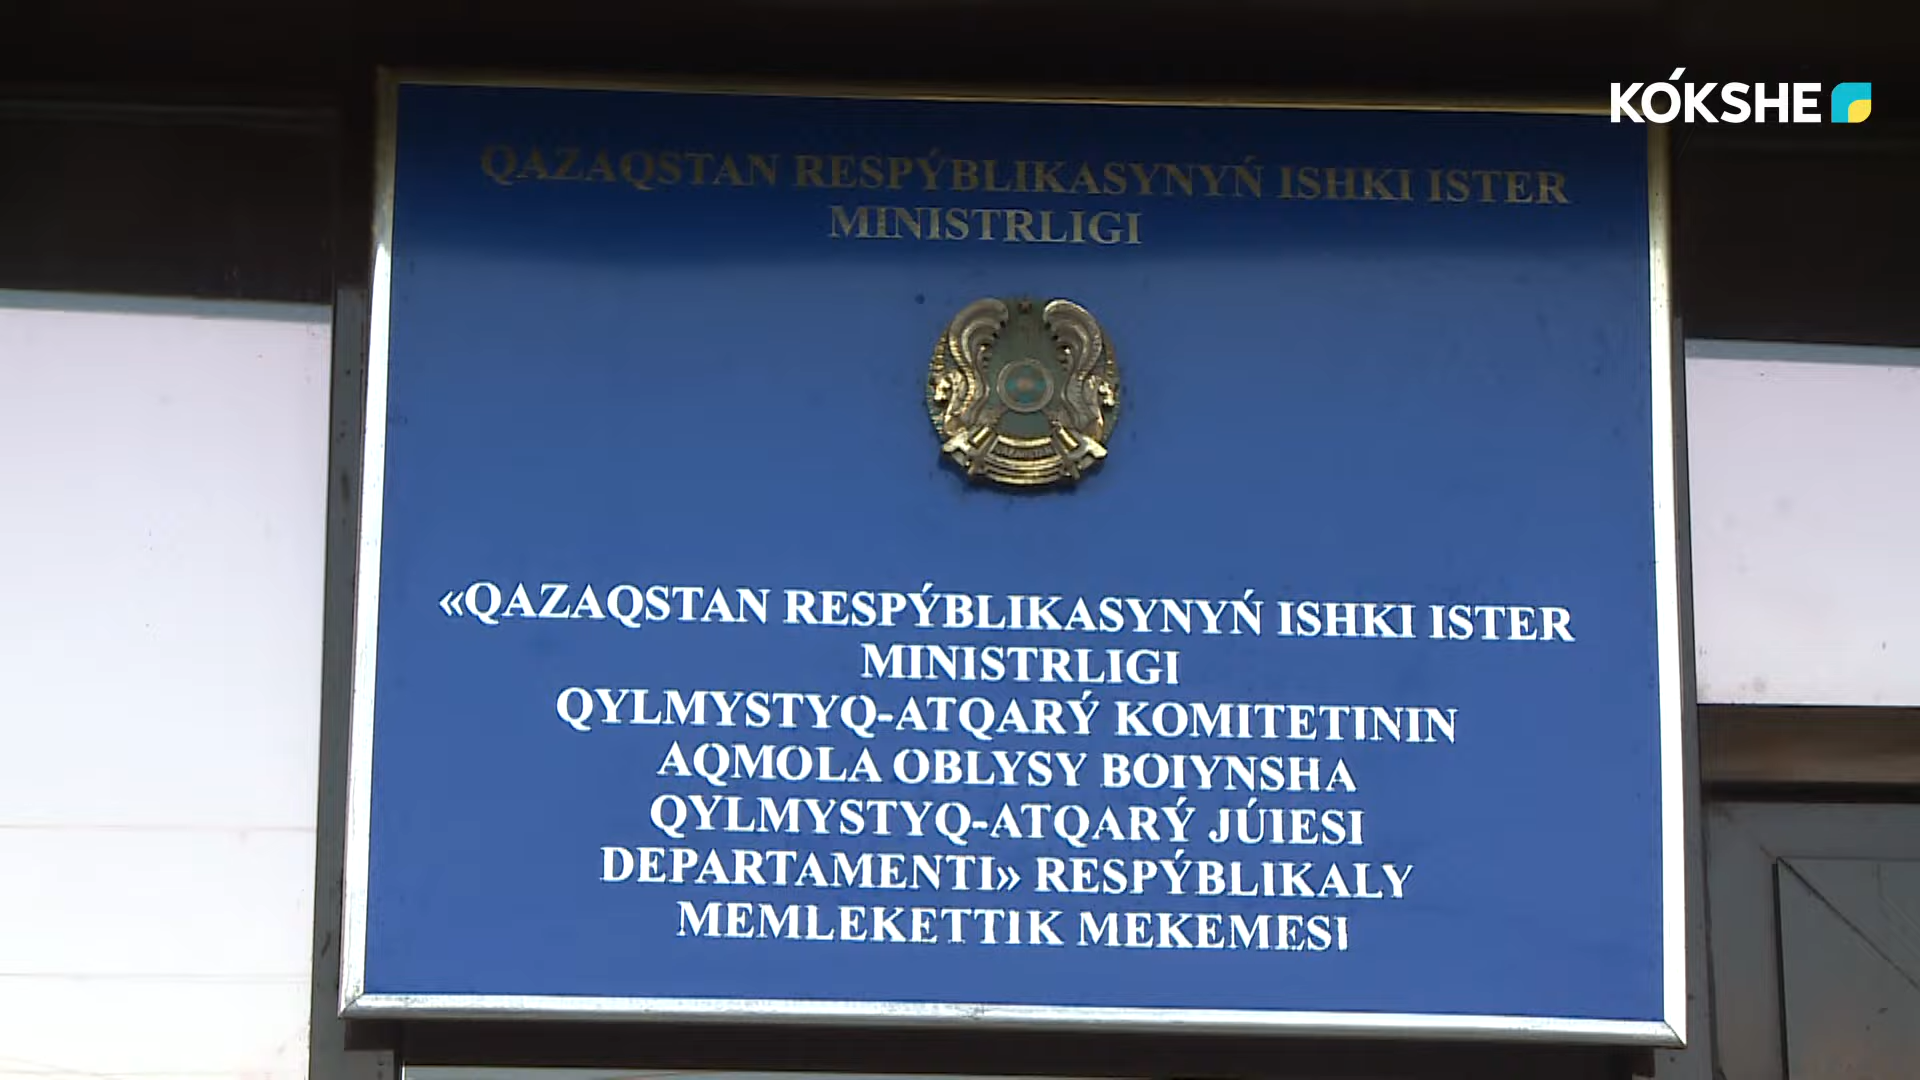 KÓKSHE
QAZAQSTAN RESPÝBLIKASYNYŃ ISHKI ISTER
MINISTRLIGI
QAZAQSTAN
«QAZAQSTAN RESPÝBLIKASYNYŃ ISHKI ISTER
MINISTRLIGI
QYLMYSTYQ-ATQARÝ KOMITETININ
AQMOLA OBLYSY BOIYNSHA
QYLMYSTYQ-ATQARÝ JÚIESI
DEPARTAMENTI» RESPÝBLIKALY
MEMLEKETTIK MEKEMESI